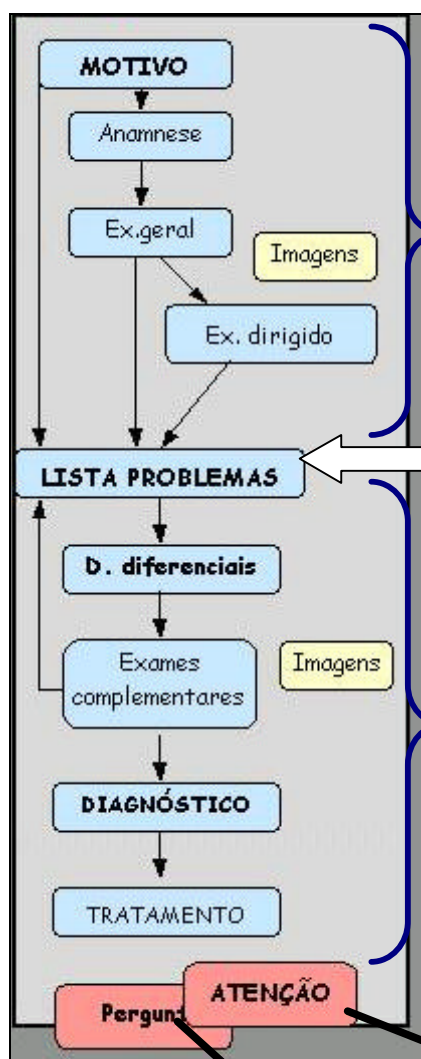 MOTIVO
Anamnese
Ex.geral
Imagens
Ex. dirigido
LISTA PROBLEMAS
D. diferenciais
Exames
complementares
Imagens
DIAGNÓSTICO
TRATAMENTO
ATENÇÃO